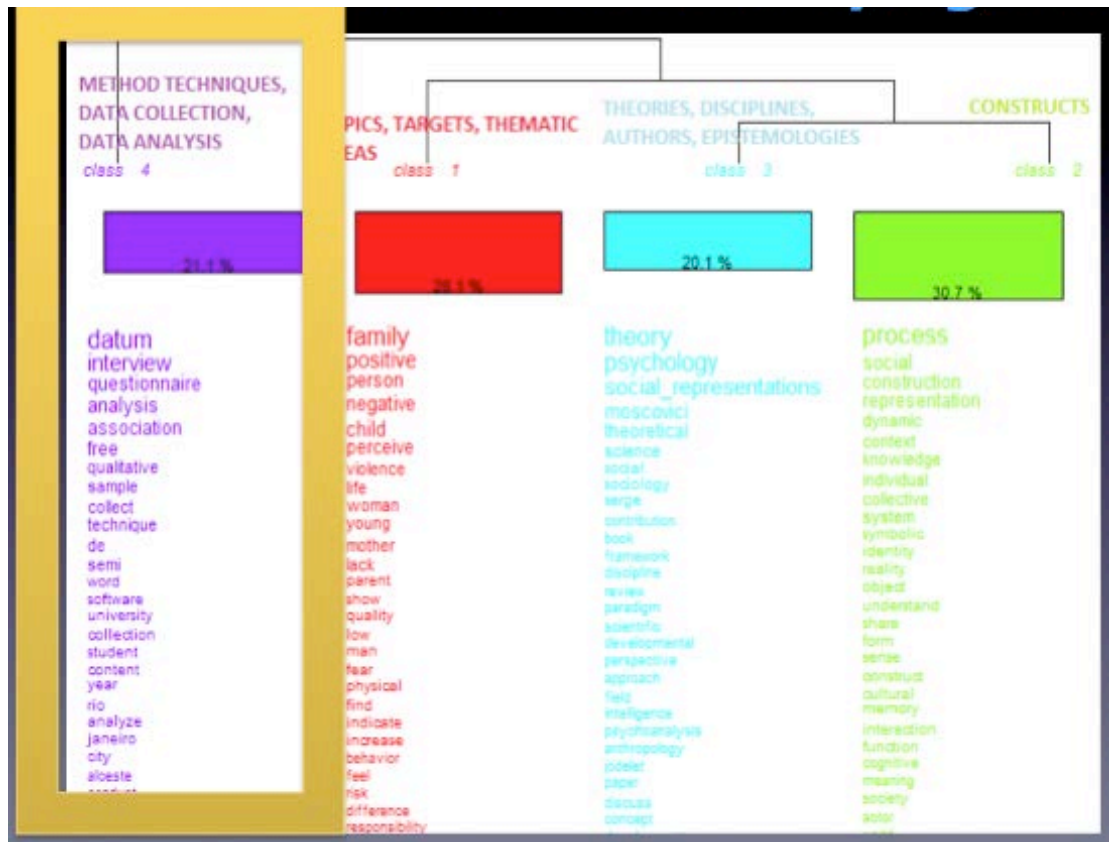 METHOD TECHNIQUES,
DATA COLLECTION,
DATA ANALYSIS
class 4
21.1 %
datum
interview
questionnaire
analysis
association
free
qualitative
sample
collect
technique
de
semi
word
software
university
collection
student
content
year
rio
analyze
janeiro
city
alceste
PICS, TARGETS, THEMATIC
EAS
class 1
28.1 %
family
positive
person
negative
child
perceive
violence
life
woman
young
mother
lack
parent
show
quality
low
man
fear
physical
find
indicate
increase
behavior
feel
risk
difference
responsibility
THEORIES, DISCIPLINES,
AUTHORS, EPISTEMOLOGIES
class 3
20.1 %
theory
psychology
social_representations
moscovici
theoretical
science
social
sociology
serge
contribution
book
framework
discipline
review
paradigm
scientific
developmental
perspective
approach
field
intelligence
psychoanalysis
anthropology
jodelet
paper
discuss
concept
CONSTRUCTS
class 2
30.7 %
process
social
construction
representation
dynamic
context
knowledge
individual
collective
system
symbolic
identity
reality
object
understand
share
form
sense
construct
cultural
memory
interaction
function
cognitive
meaning
society
actor